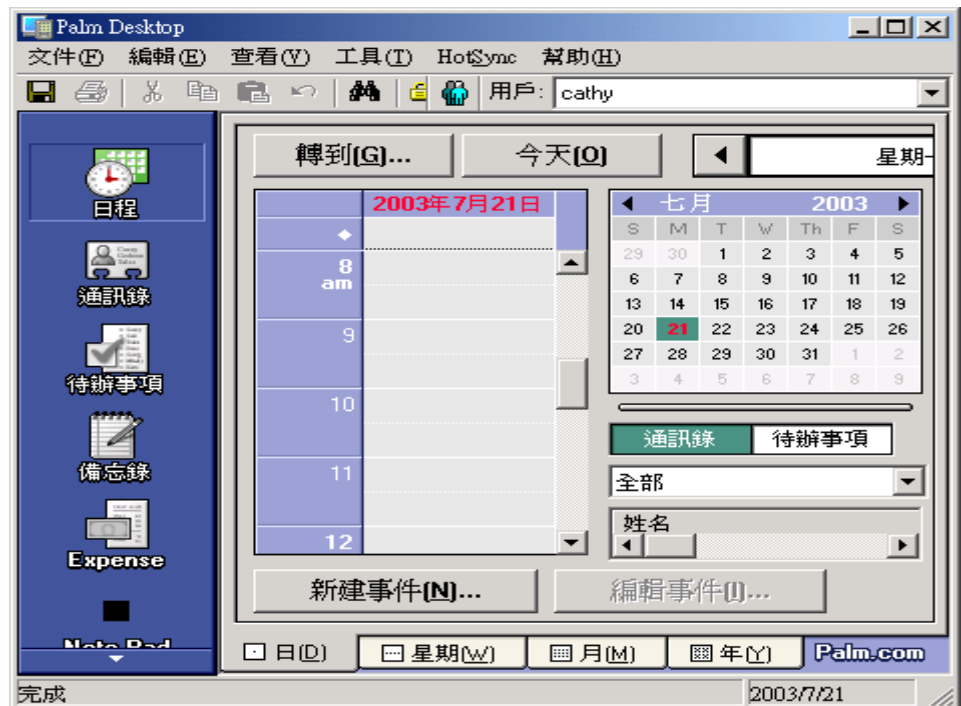 Palm Desktop
文件(F) 編輯(E) 查看(V) 工具(T) HotSync 幫助(H)
用戶: cathy
日程
通訊錄
待辦事項
備忘錄
Expense
Note Pad
轉到(G)... 今天(O) 星期一
2003年7月21日
8 am
9
10
11
12
七月 2003
S M T W Th F S
29 30 1 2 3 4 5
6 7 8 9 10 11 12
13 14 15 16 17 18 19
20 21 22 23 24 25 26
27 28 29 30 31 1 2
3 4 5 6 7 8 9
通訊錄 待辦事項
全部
姓名
新建事件(N)... 編輯事件(I)...
日(D) 星期(W) 月(M) 年(Y) Palm.com
完成 2003/7/21